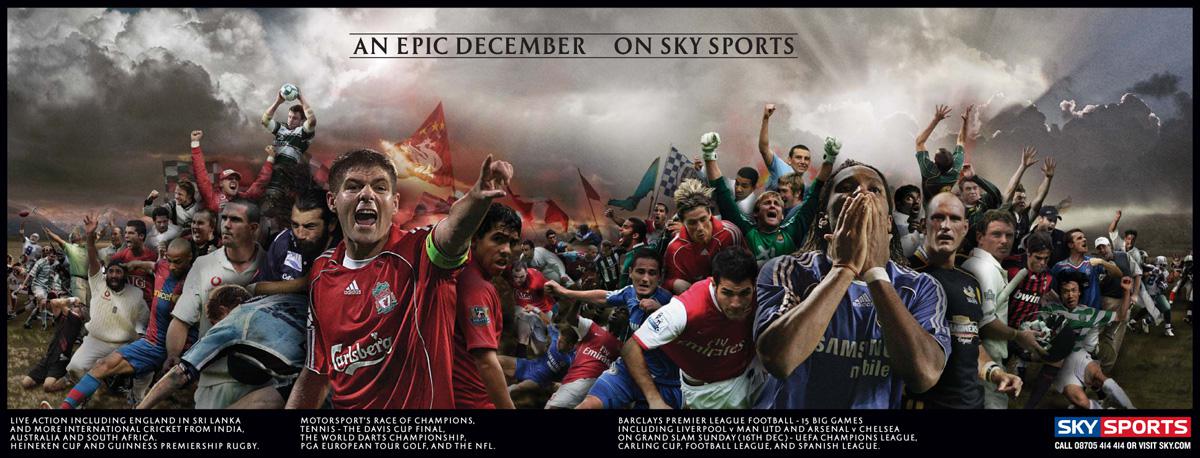 AN EPIC DECEMBER ON SKY SPORTS
Carlsberg
unicef
Fly
Emirates
Emirates
SAMSUNG
mobile
bwin
LIVE ACTION INCLUDING ENGLAND IN SRI LANKA
AND MORE INTERNATIONAL CRICKET FROM INDIA,
AUSTRALIA AND SOUTH AFRICA.
HEINEKEN CUP AND GUINNESS PREMIERSHIP RUGBY.
MOTORSPORT'S RACE OF CHAMPIONS,
TENNIS - THE DAVIS CUP FINAL,
THE WORLD DARTS CHAMPIONSHIP,
PGA EUROPEAN TOUR GOLF, AND THE NFL.
BARCLAYS PREMIER LEAGUE FOOTBALL - 15 BIG GAMES
INCLUDING LIVERPOOL v MAN UTD AND ARSENAL v CHELSEA
ON GRAND SLAM SUNDAY (16TH DEC) - UEFA CHAMPIONS LEAGUE,
CARLING CUP, FOOTBALL LEAGUE, AND SPANISH LEAGUE.
SKY SPORTS
CALL 08705 414 414 OR VISIT SKY.COM